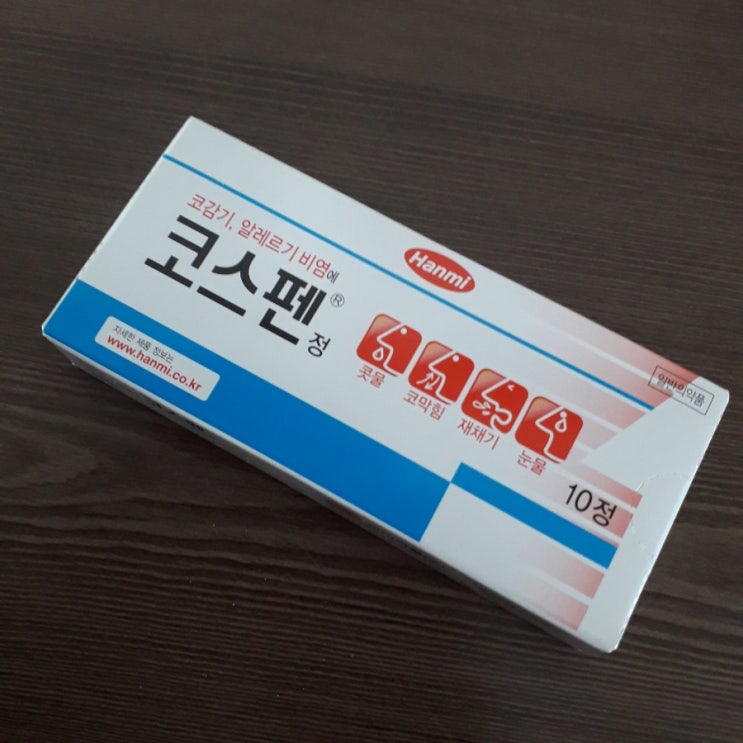 코감기, 알레르기 비염에
코스펜® 정
Hanmi
콧물
코막힘
재채기
눈물
일반의약품
자세한 제품 정보는
www.hanmi.co.kr
10정